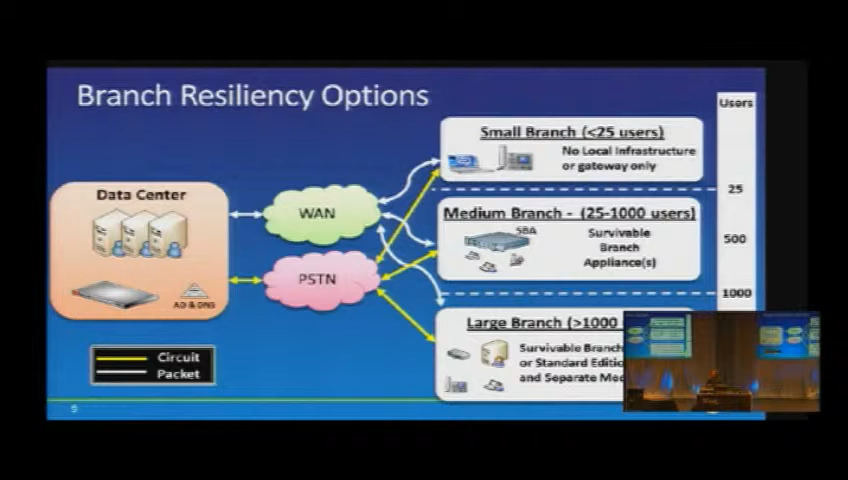 Branch Resiliency Options
Users
Small Branch (<25 users)
No Local Infrastructure
or gateway only
25
Data Center
WAN
Medium Branch - (25-1000 users)
SBA
Survivable
Branch
Appliance(s)
500
PSTN
AD & DNS
1000
Large Branch (>1000
Survivable Branch
or Standard Editio
and Separate Me
Circuit
Packet
9